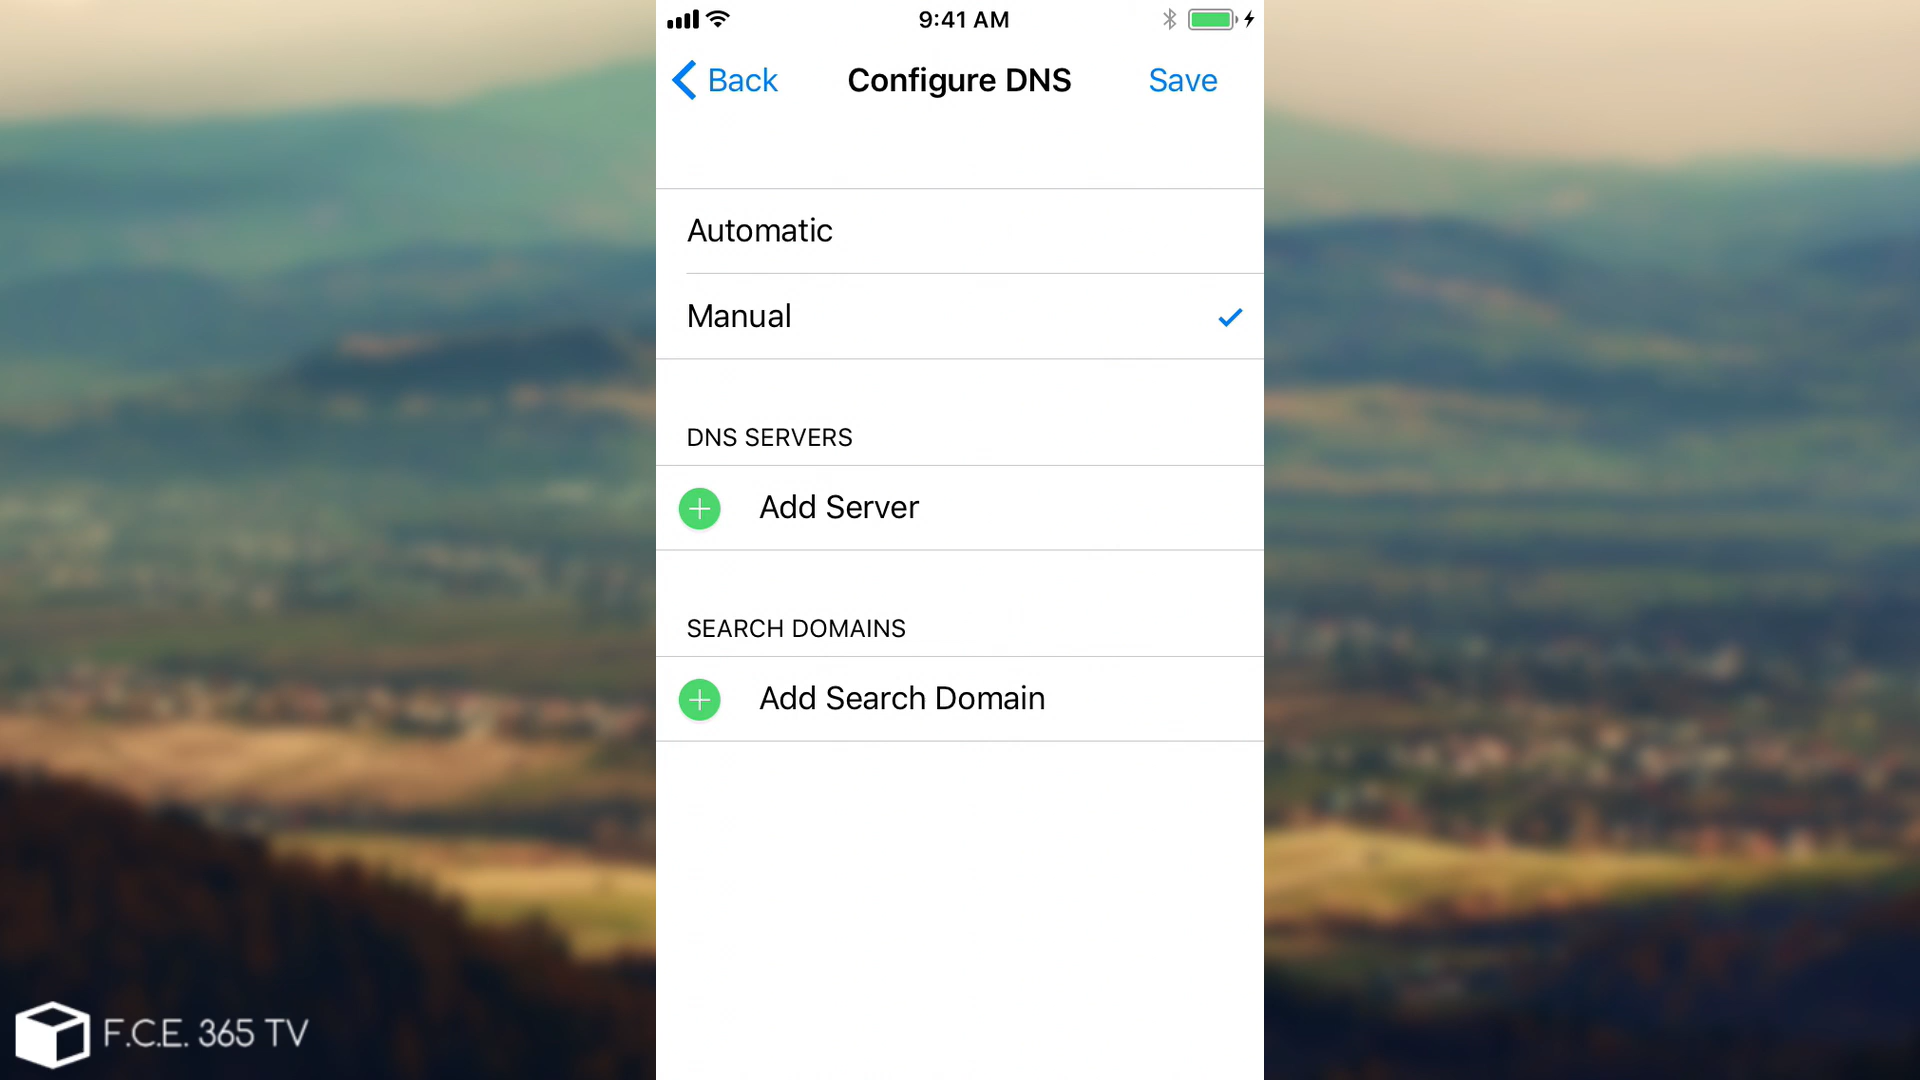 9:41 AM
Back
Configure DNS
Save
Automatic
Manual
DNS SERVERS
Add Server
SEARCH DOMAINS
Add Search Domain
F.C.E. 365 TV